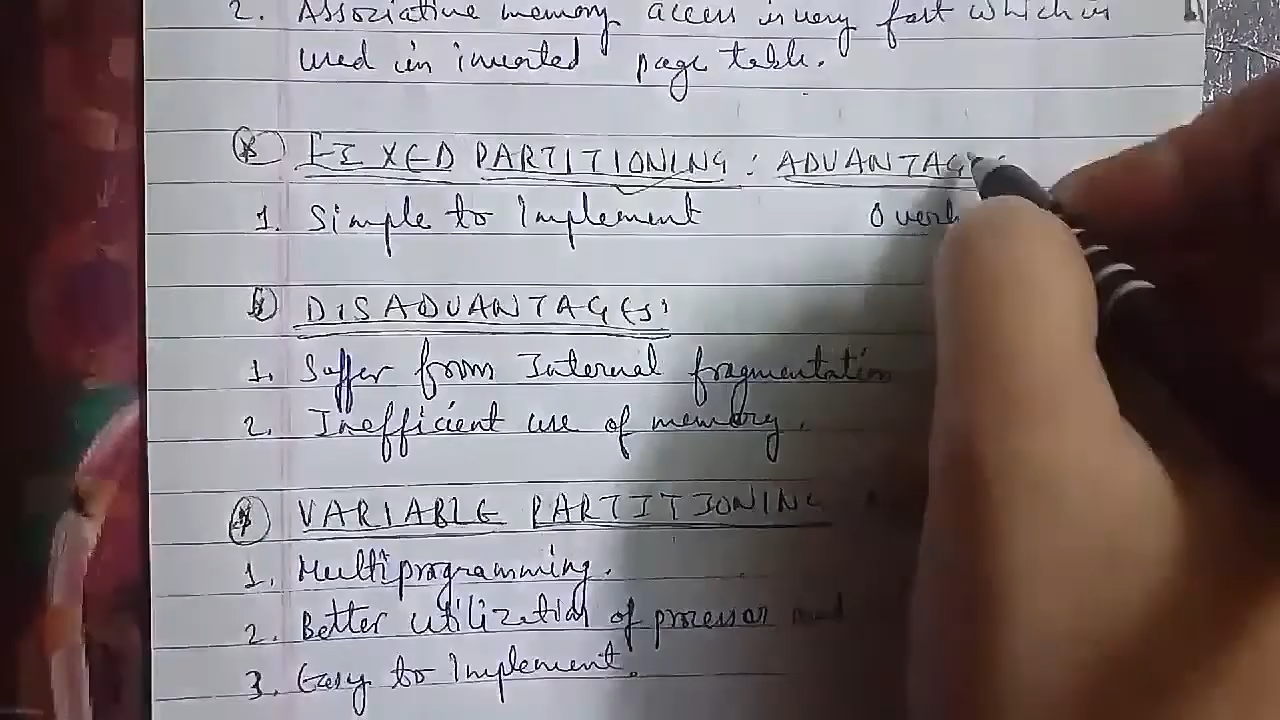 2. Associative memory access is very fast which is
used in inverted page table.
FIXED PARTITIONING : ADVANTAG
1. Simple to Implement
DISADVANTAGES:
1. Suffer from Internal fragmentation
2. Inefficient use of memory.
VARIABLE PARTITIONING
1. Multiprogramming.
2. Better utilization of processor and
3. Easy to Implement.